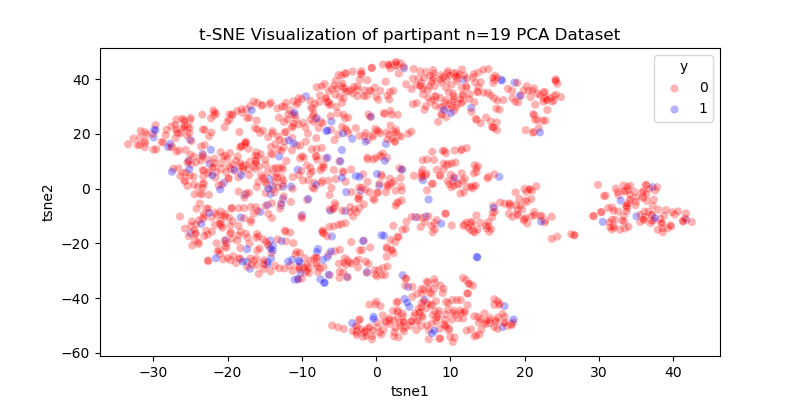 t-SNE Visualization of partipant n=19 PCA Dataset
y
0
1
40
20
0
−20
−40
−60
tsne2
−30 −20 −10 0 10 20 30 40
tsne1